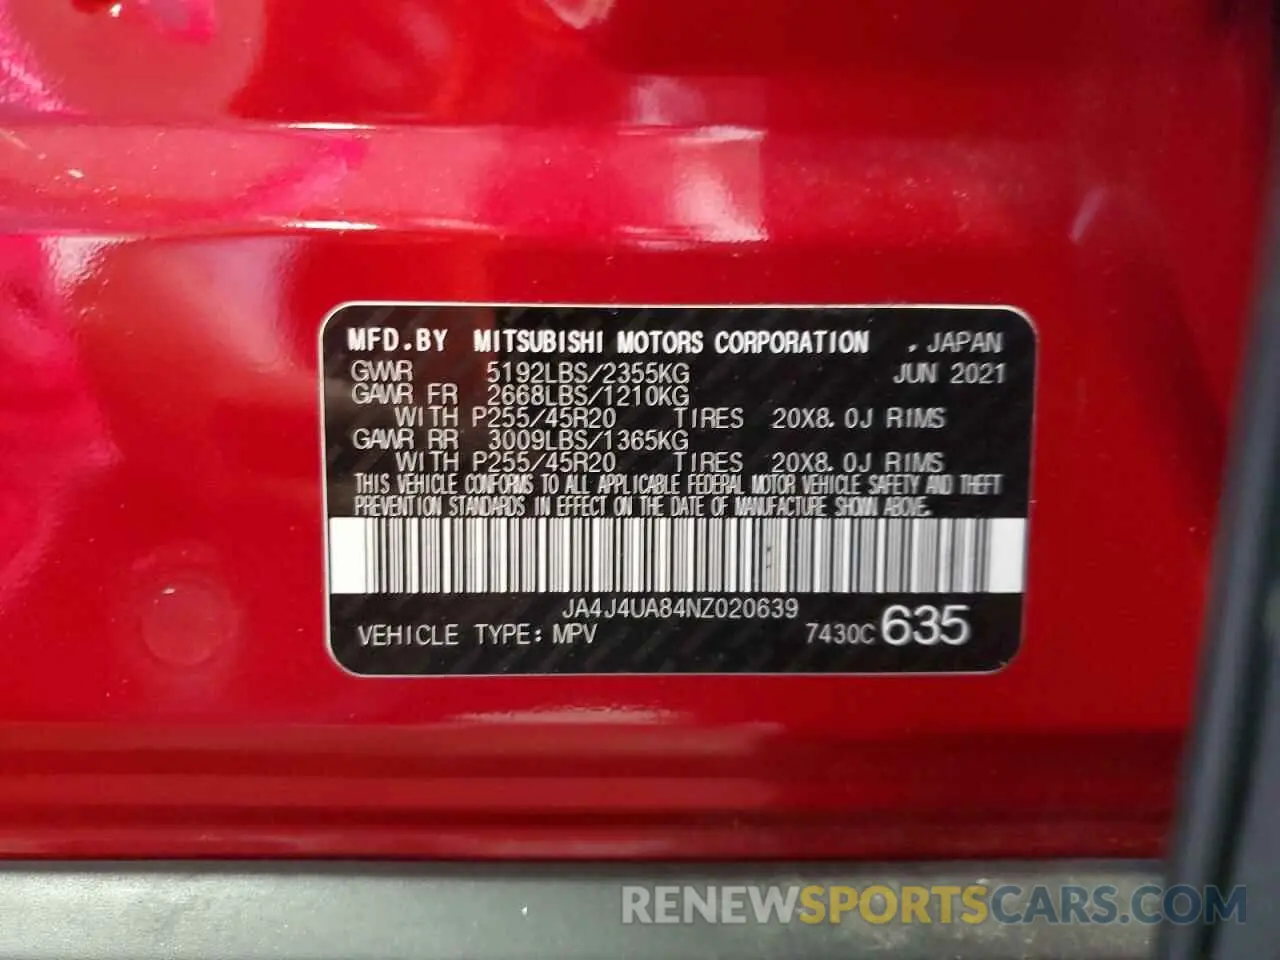 MFD.BY MITSUBISHI MOTORS CORPORATION . JAPAN
GVWR 5192LBS/2355KG JUN 2021
GAWR FR 2668LBS/1210KG
WITH P255/45R20 TIRES 20X8.0J RIMS
GAWR RR 3009LBS/1365KG
WITH P255/45R20 TIRES 20X8.0J RIMS
THIS VEHICLE CONFORMS TO ALL APPLICABLE FEDERAL MOTOR VEHICLE SAFETY AND THEFT
PREVENTION STANDARDS IN EFFECT ON THE DATE OF MANUFACTURE SHOWN ABOVE.
JA4J4UA84NZ020639
VEHICLE TYPE: MPV 7430C 635
RENEWSPORTSCARS.COM